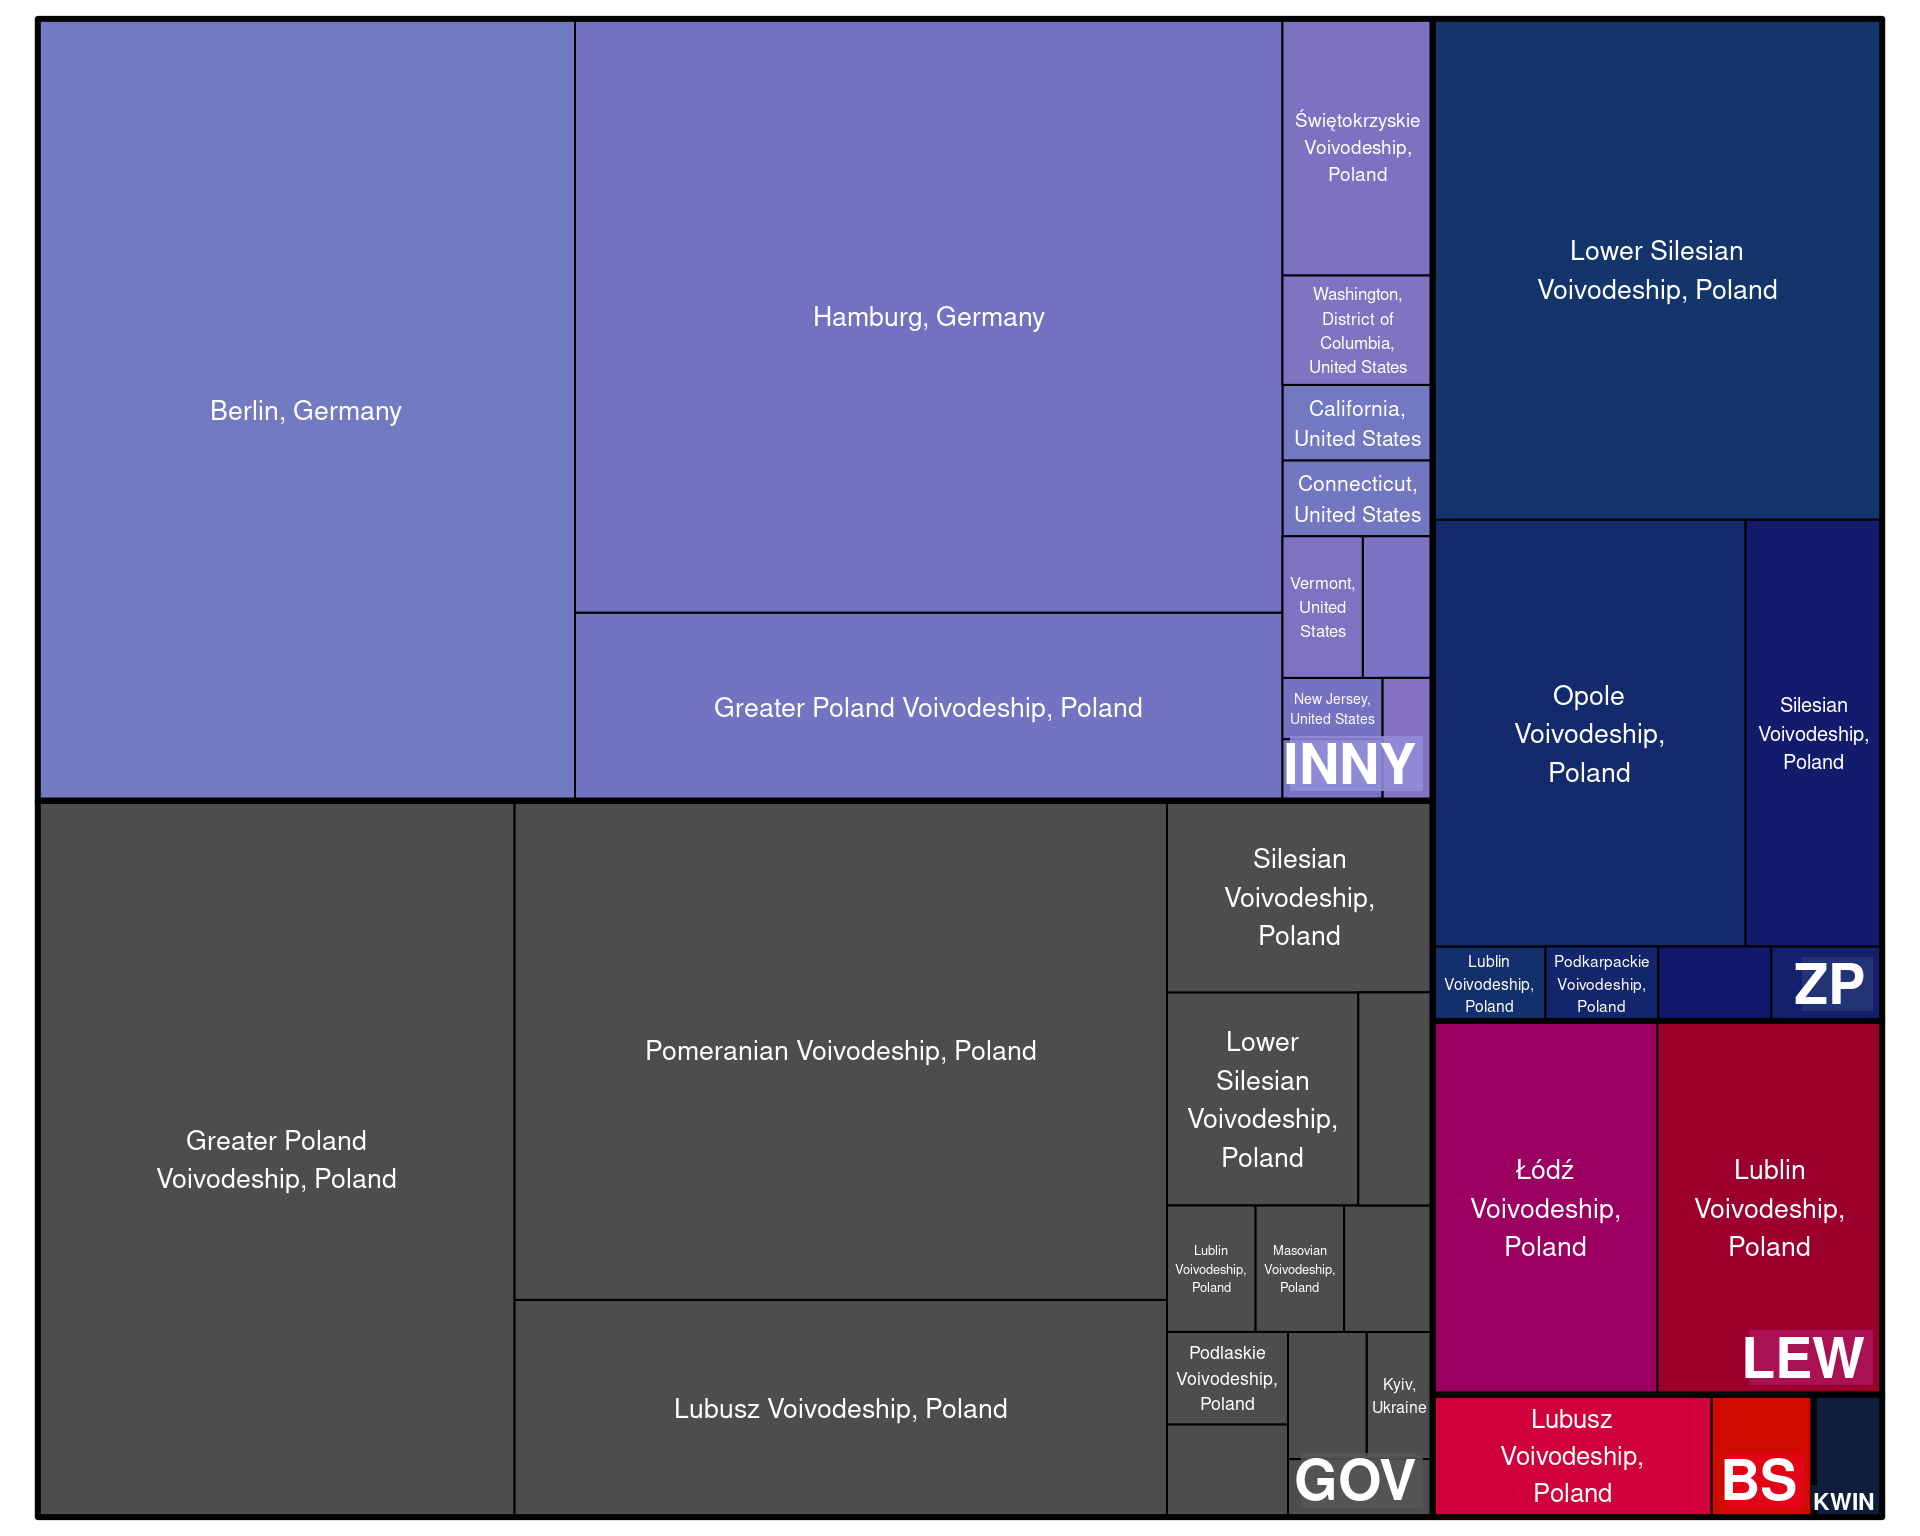 Berlin, Germany
Hamburg, Germany
Greater Poland Voivodeship, Poland
Świętokrzyskie
Voivodeship,
Poland
Washington,
District of
Columbia,
United States
California,
United States
Connecticut,
United States
Vermont,
United
States
New Jersey,
United States
INNY
Greater Poland
Voivodeship, Poland
Pomeranian Voivodeship, Poland
Lubusz Voivodeship, Poland
Silesian
Voivodeship,
Poland
Lower
Silesian
Voivodeship,
Poland
Lublin
Voivodeship,
Poland
Masovian
Voivodeship,
Poland
Podlaskie
Voivodeship,
Poland
Kyiv,
Ukraine
GOV
Lower Silesian
Voivodeship, Poland
Opole
Voivodeship,
Poland
Silesian
Voivodeship,
Poland
Lublin
Voivodeship,
Poland
Podkarpackie
Voivodeship,
Poland
ZP
Łódź
Voivodeship,
Poland
Lublin
Voivodeship,
Poland
LEW
Lubusz
Voivodeship,
Poland
BS
KWIN